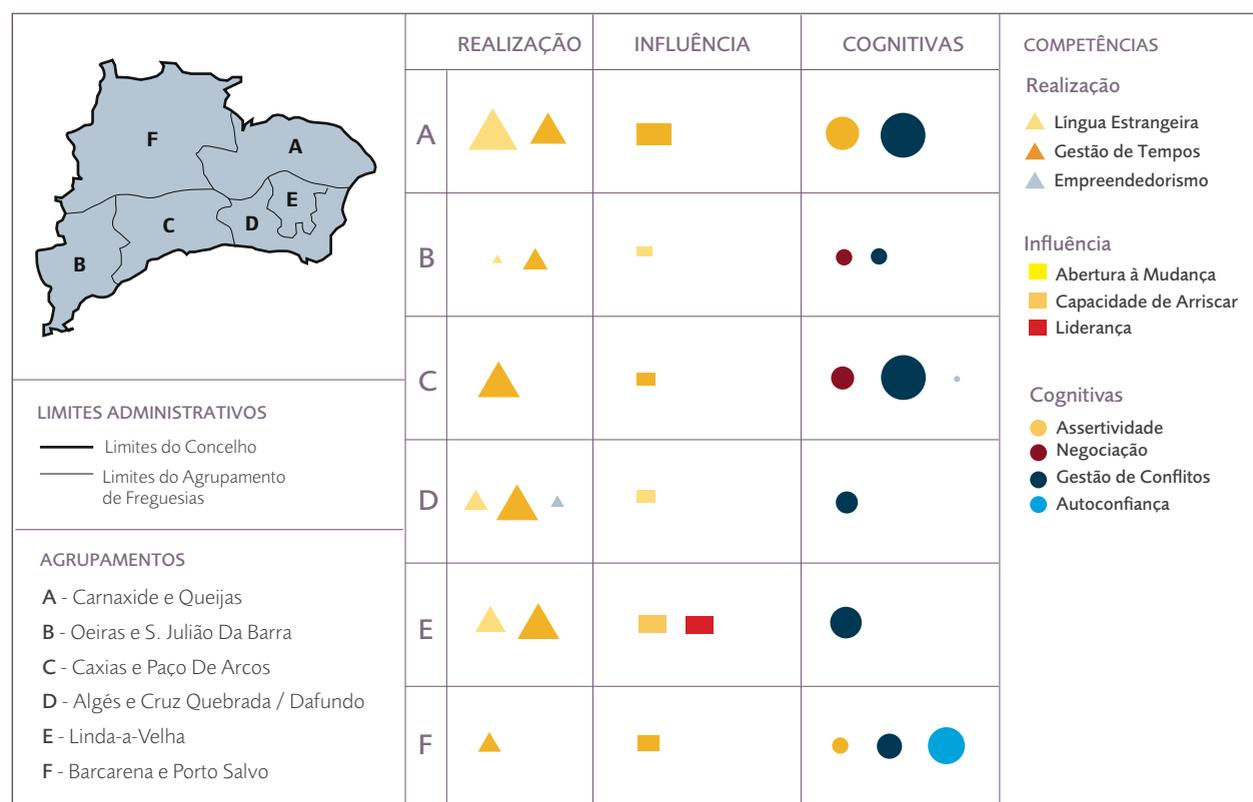 F
A
E
C
D
B
LIMITES ADMINISTRATIVOS
Limites do Concelho
Limites do Agrupamento
de Freguesias
AGRUPAMENTOS
A - Carnaxide e Queijas
B - Oeiras e S. Julião Da Barra
C - Caxias e Paço De Arcos
D - Algés e Cruz Quebrada / Dafundo
E - Linda-a-Velha
F - Barcarena e Porto Salvo
REALIZAÇÃO INFLUÊNCIA COGNITIVAS
A
B
C
D
E
F
COMPETÊNCIAS
Realização
Língua Estrangeira
Gestão de Tempos
Empreendedorismo
Influência
Abertura à Mudança
Capacidade de Arriscar
Liderança
Cognitivas
Assertividade
Negociação
Gestão de Conflitos
Autoconfiança